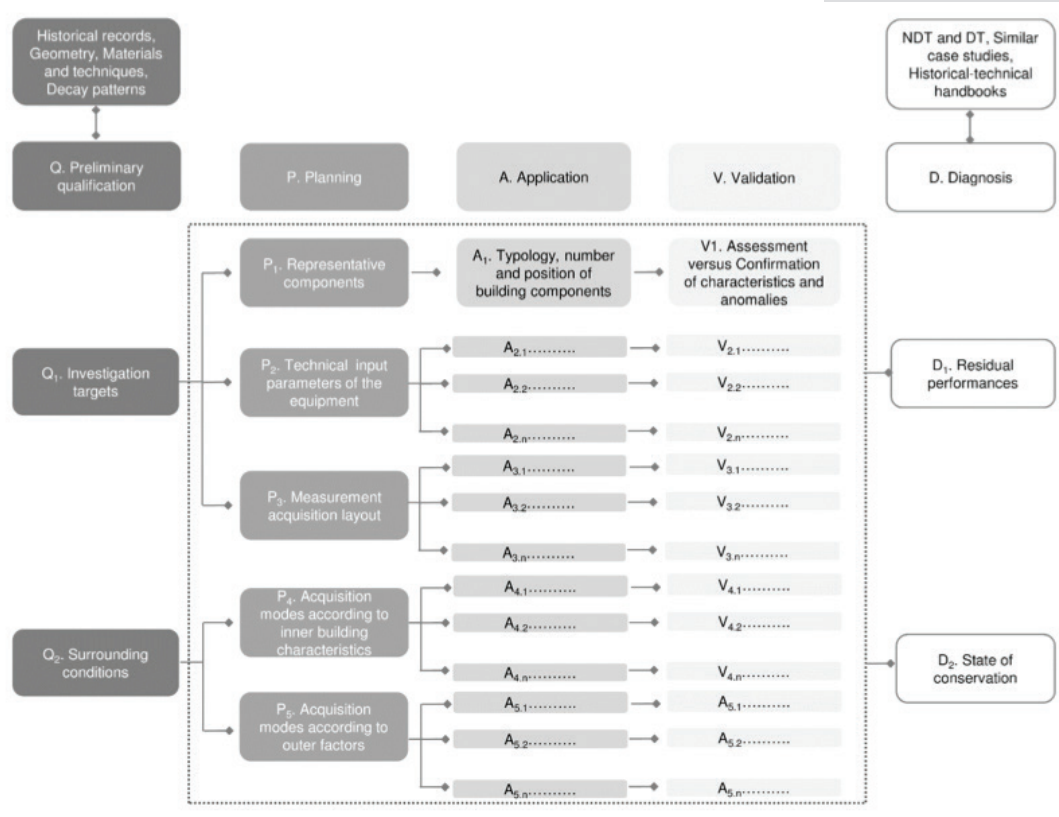 Historical records,
Geometry, Materials
and techniques,
Decay patterns
NDT and DT, Similar
case studies,
Historical-technical
handbooks
Q. Preliminary
qualification
P. Planning
A. Application
V. Validation
D. Diagnosis
P1. Representative
components
A1. Typology, number
and position of
building components
V1. Assessment
versus Confirmation
of characteristics and
anomalies
Q1. Investigation
targets
P2. Technical input
parameters of the
equipment
A2.1..........
V2.1..........
A2.2..........
V2.2..........
A2.n..........
V2.n..........
D1. Residual
performances
P3. Measurement
acquisition layout
A3.1..........
V3.1..........
A3.2..........
V3.2..........
A3.n..........
V3.n..........
Q2. Surrounding
conditions
P4. Acquisition
modes according to
inner building
characteristics
A4.1..........
V4.1..........
A4.2..........
V4.2..........
A4.n..........
V4.n..........
D2. State of
conservation
P5. Acquisition
modes according to
outer factors
A5.1..........
A5.1..........
A5.2..........
A5.2..........
A5.n..........
A5.n..........